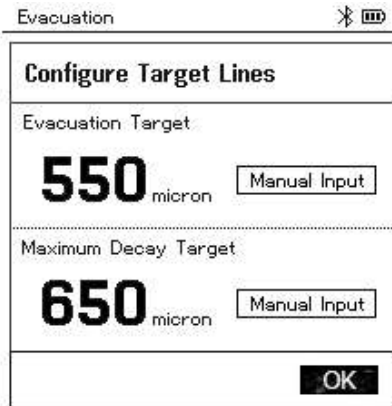 Evacuation
Configure Target Lines
Evacuation Target
550 micron Manual Input
Maximum Decay Target
650 micron Manual Input
OK